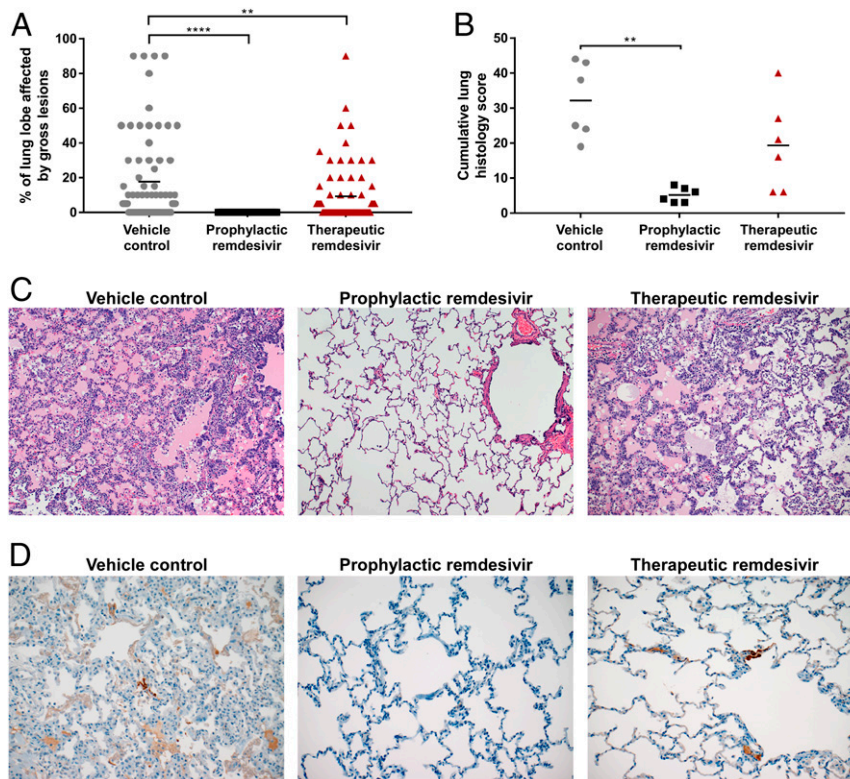 A
% of lung lobe affected
by gross lesions
100
80
60
40
20
0
**
****
Vehicle
control
Prophylactic
remdesivir
Therapeutic
remdesivir
B
Cumulative lung
histology score
50
40
30
20
10
0
**
Vehicle
control
Prophylactic
remdesivir
Therapeutic
remdesivir
C
Vehicle control
Prophylactic remdesivir
Therapeutic remdesivir
D
Vehicle control
Prophylactic remdesivir
Therapeutic remdesivir